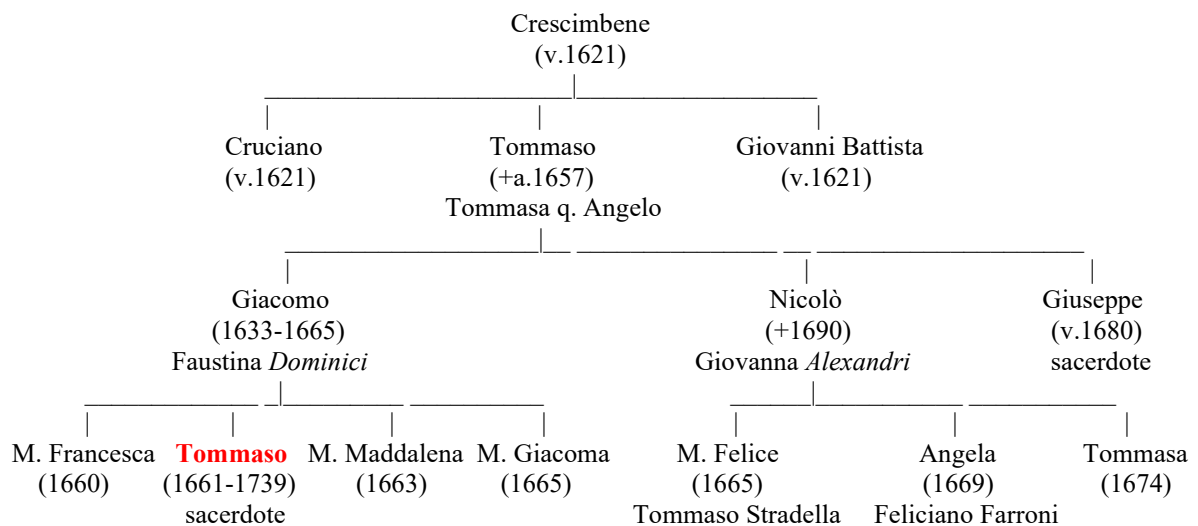 Crescimbene
(v.1621)
Cruciano Tommaso Giovanni Battista
(v.1621) (+a.1657) (v.1621)
Tommasa q. Angelo
Giacomo Nicolò Giuseppe
(1633-1665) (+1690) (v.1680)
Faustina Dominici Giovanna Alexandri sacerdote
M. Francesca Tommaso M. Maddalena M. Giacoma M. Felice Angela Tommasa
(1660) (1661-1739) (1663) (1665) (1665) (1669) (1674)
sacerdote Tommaso Stradella Feliciano Farroni